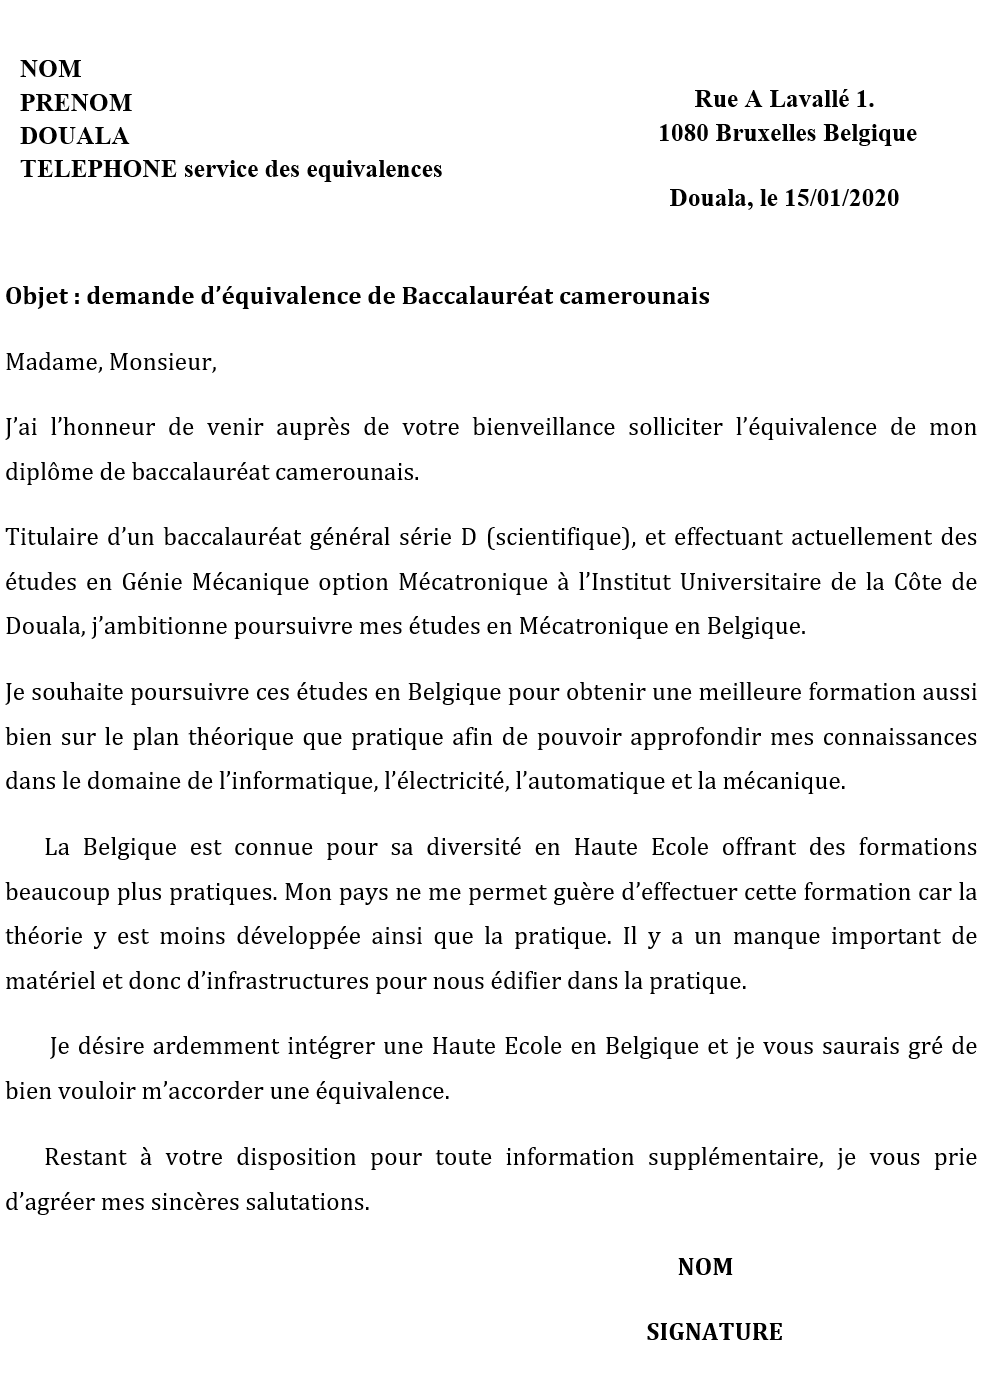 NOM
PRENOM
DOUALA
TELEPHONE service des equivalences
Rue A Lavallé 1.
1080 Bruxelles Belgique
Douala, le 15/01/2020
Objet : demande d’équivalence de Baccalauréat camerounais
Madame, Monsieur,
J’ai l’honneur de venir auprès de votre bienveillance solliciter l’équivalence de mon
diplôme de baccalauréat camerounais.
Titulaire d’un baccalauréat général série D (scientifique), et effectuant actuellement des
études en Génie Mécanique option Mécatronique à l’Institut Universitaire de la Côte de
Douala, j’ambitionne poursuivre mes études en Mécatronique en Belgique.
Je souhaite poursuivre ces études en Belgique pour obtenir une meilleure formation aussi
bien sur le plan théorique que pratique afin de pouvoir approfondir mes connaissances
dans le domaine de l’informatique, l’électricité, l’automatique et la mécanique.
La Belgique est connue pour sa diversité en Haute Ecole offrant des formations
beaucoup plus pratiques. Mon pays ne me permet guère d’effectuer cette formation car la
théorie y est moins développée ainsi que la pratique. Il y a un manque important de
matériel et donc d’infrastructures pour nous édifier dans la pratique.
Je désire ardemment intégrer une Haute Ecole en Belgique et je vous saurais gré de
bien vouloir m’accorder une équivalence.
Restant à votre disposition pour toute information supplémentaire, je vous prie
d’agréer mes sincères salutations.
NOM
SIGNATURE